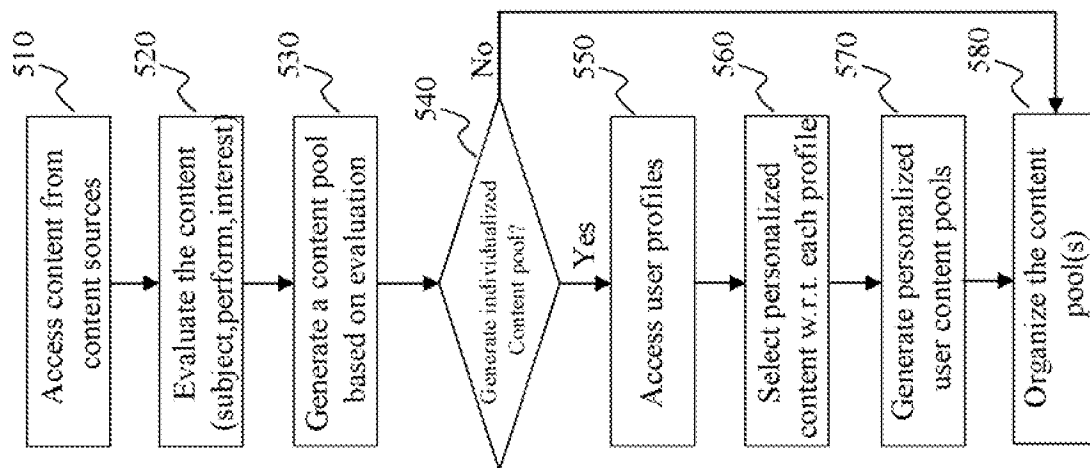 510
Access content from
content sources
520
Evaluate the content
(subject,perform,interest)
530
Generate a content pool
based on evaluation
540
Generate individualized
Content pool?
No
Yes
550
Access user profiles
560
Select personalized
content w.r.t. each profile
570
Generate personalized
user content pools
580
Organize the content
pool(s)